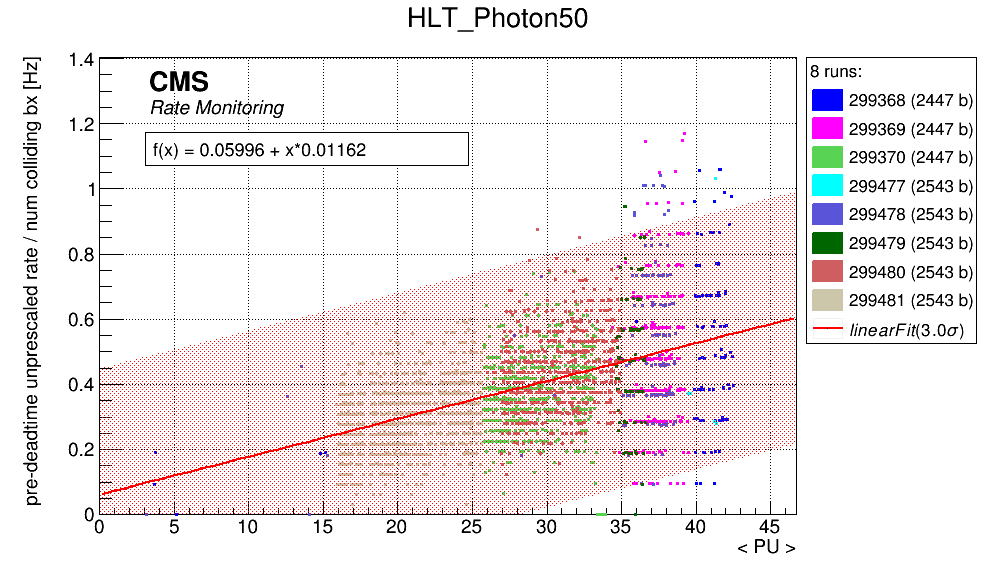 HLT_Photon50
pre-deadtime unprescaled rate / num colliding bx [Hz]
CMS
Rate Monitoring
f(x) = 0.05996 + x*0.01162
1.4
1.2
1
0.8
0.6
0.4
0.2
0
0 5 10 15 20 25 30 35 40 45
< PU >
8 runs:
299368 (2447 b)
299369 (2447 b)
299370 (2447 b)
299477 (2543 b)
299478 (2543 b)
299479 (2543 b)
299480 (2543 b)
299481 (2543 b)
linearFit(3.0σ)